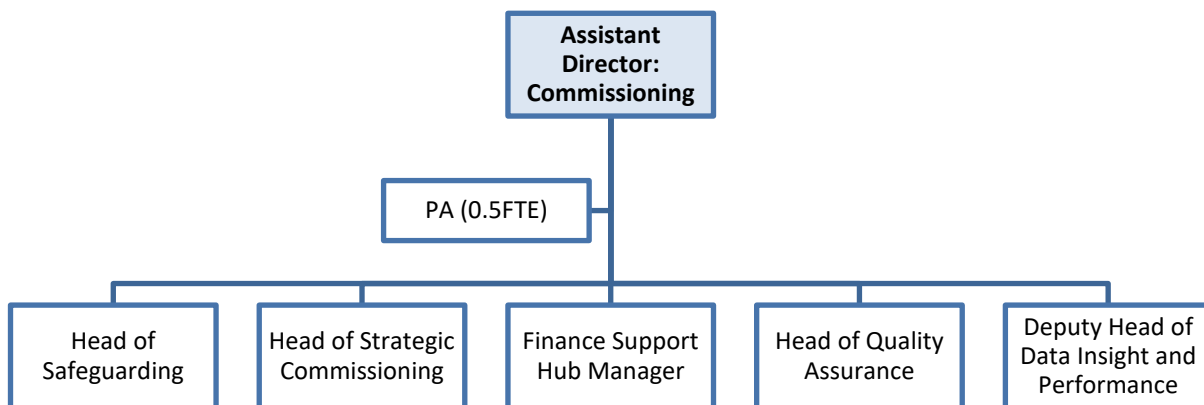 Assistant
Director:
Commissioning
PA (0.5FTE)
Head of
Safeguarding
Head of Strategic
Commissioning
Finance Support
Hub Manager
Head of Quality
Assurance
Deputy Head of
Data Insight and
Performance